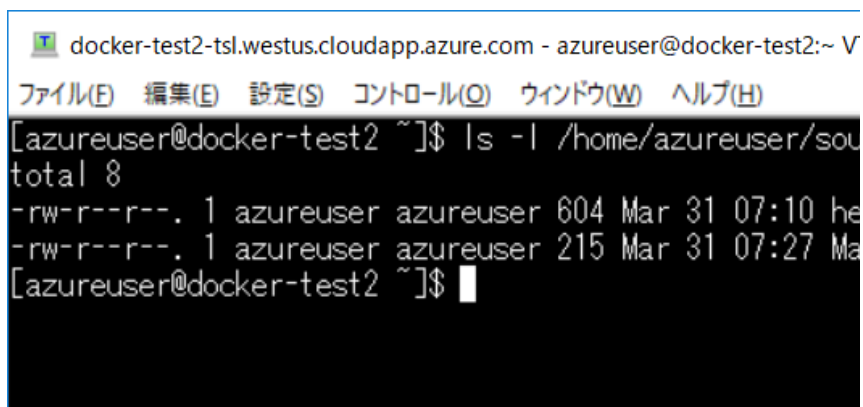 docker-test2-tsl.westus.cloudapp.azure.com - azureuser@docker-test2:~ VT
ファイル(F) 編集(E) 設定(S) コントロール(O) ウィンドウ(W) ヘルプ(H)
[azureuser@docker-test2 ~]$ ls -l /home/azureuser/sou
total 8
-rw-r--r--. 1 azureuser azureuser 604 Mar 31 07:10 he
-rw-r--r--. 1 azureuser azureuser 215 Mar 31 07:27 Ma
[azureuser@docker-test2 ~]$